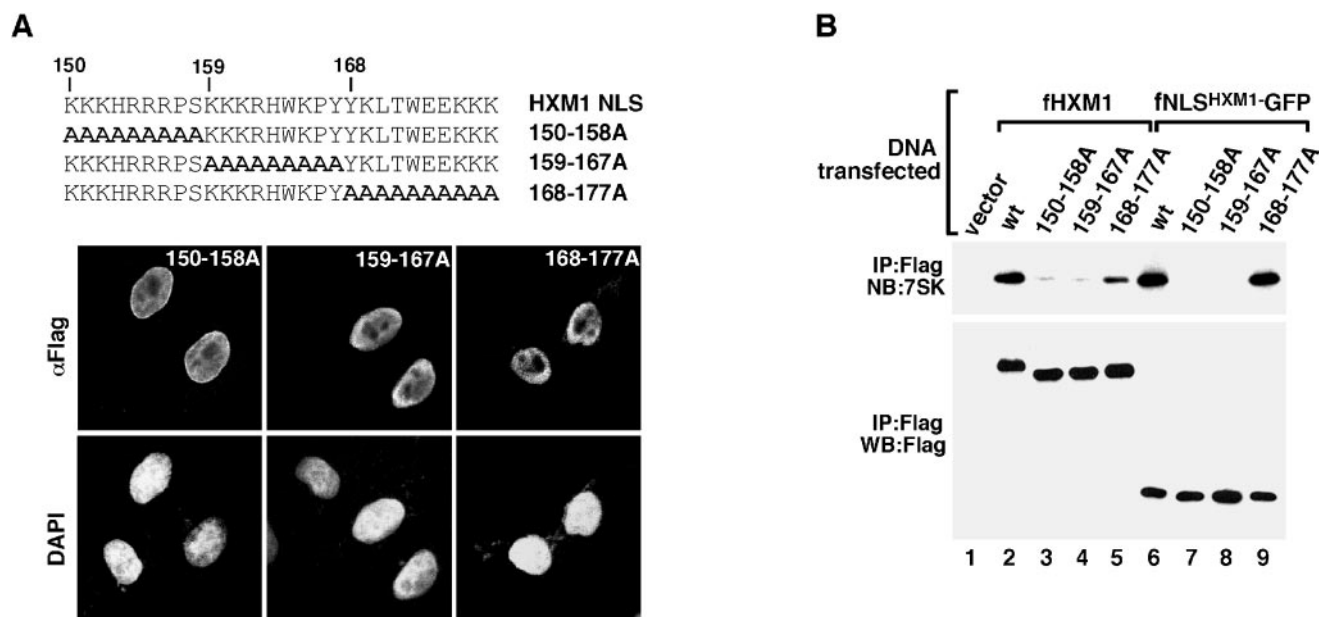 A
150 159 168
KKKHRRRPSKKKRHWKPYYKLTWEEKKK HXM1 NLS
AAAAAAAAAKKKRHWKPYYKLTWEEKKK 150-158A
KKKHRRRPSAAAAAAAAAYKLTWEEKKK 159-167A
KKKHRRRPSKKKRHWKPYAAAAAAAAAA 168-177A
150-158A 159-167A 168-177A
αFlag
DAPI
B
DNA transfected
fHXM1 fNLSHXM1-GFP
vector wt 150-158A 159-167A 168-177A wt 150-158A 159-167A 168-177A
IP:Flag
NB:7SK
IP:Flag
WB:Flag
1 2 3 4 5 6 7 8 9